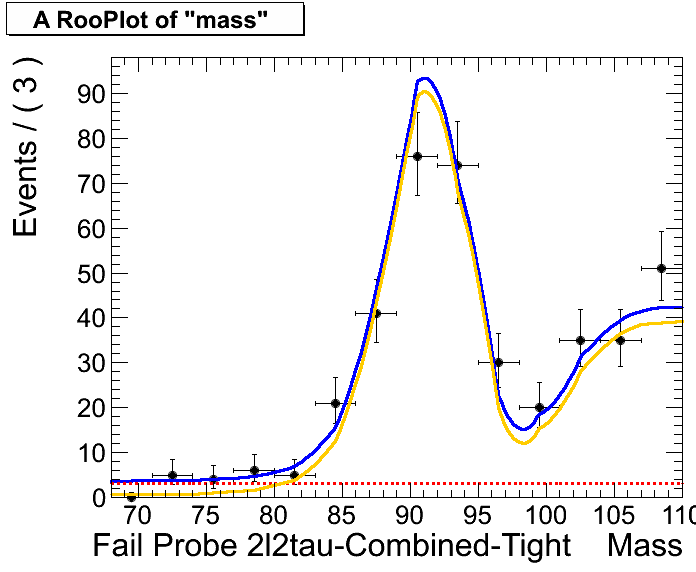 A RooPlot of "mass"
Events / ( 3 )
90
80
70
60
50
40
30
20
10
0
70 75 80 85 90 95 100 105 110
Fail Probe 2l2tau-Combined-Tight Mass